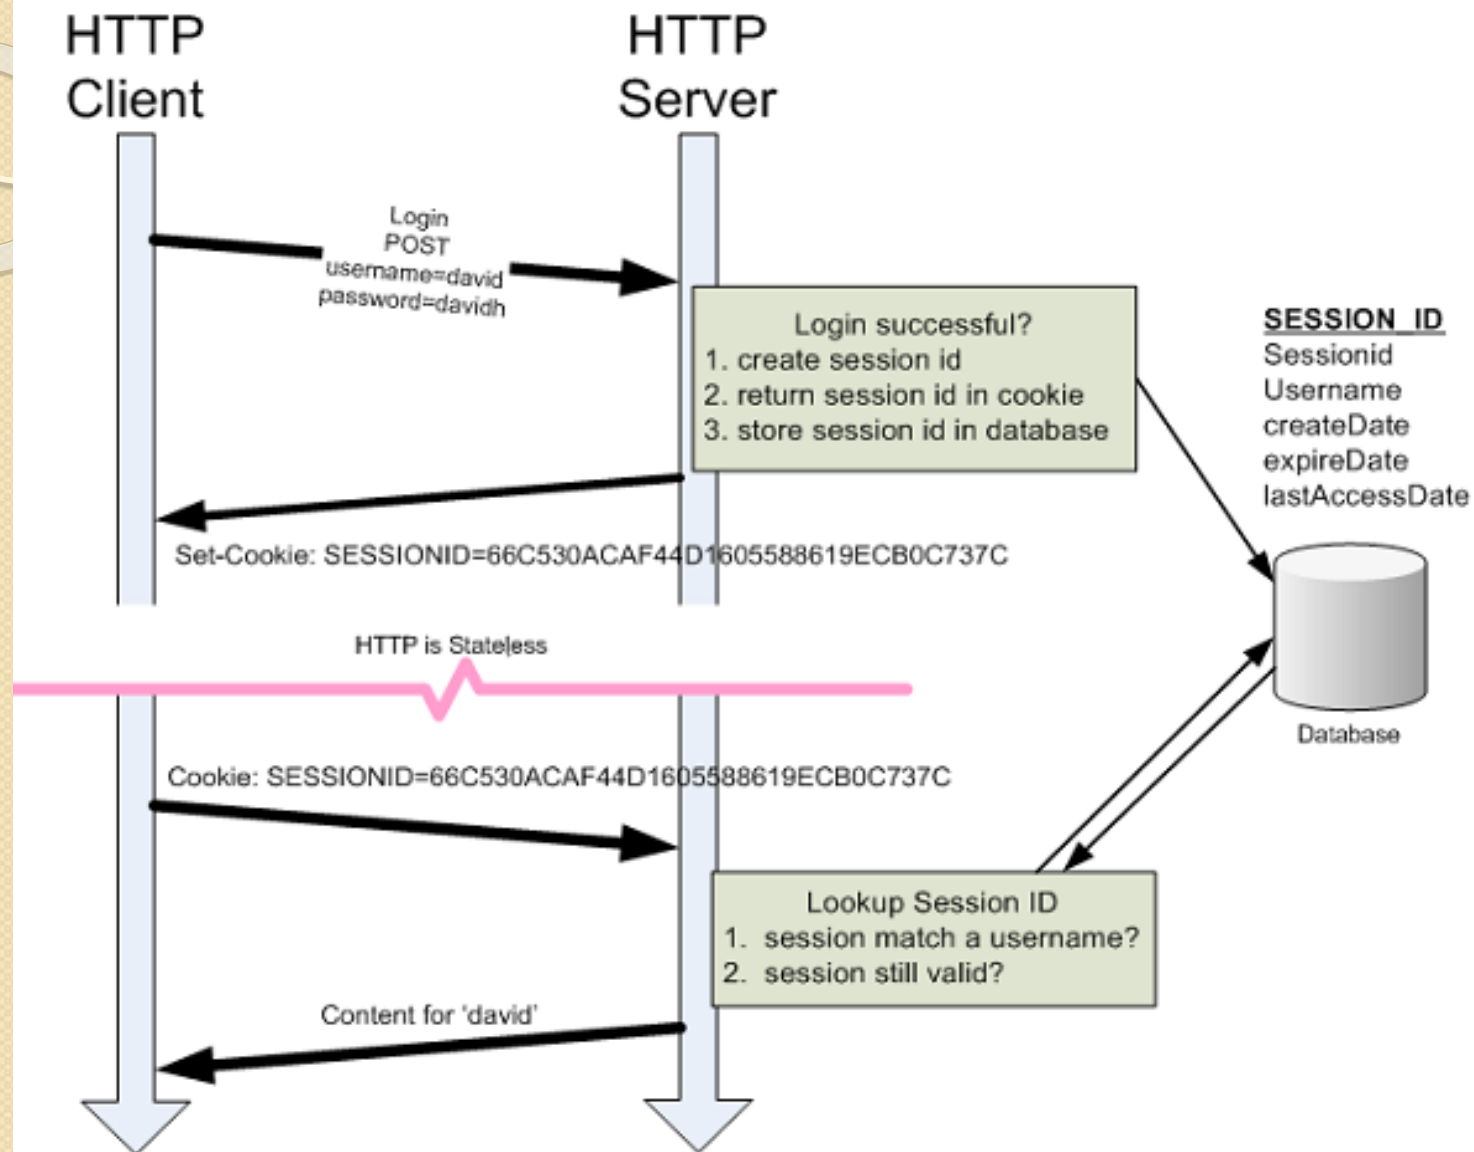 HTTP
Client
HTTP
Server
Login
POST
username=david
password=davidh
Login successful?
1. create session id
2. return session id in cookie
3. store session id in database
SESSION_ID
Sessionid
Username
createDate
expireDate
lastAccessDate
Set-Cookie: SESSIONID=66C530ACAF44D1605588619ECB0C737C
HTTP is Stateless
Database
Cookie: SESSIONID=66C530ACAF44D1605588619ECB0C737C
Lookup Session ID
1. session match a username?
2. session still valid?
Content for 'david'